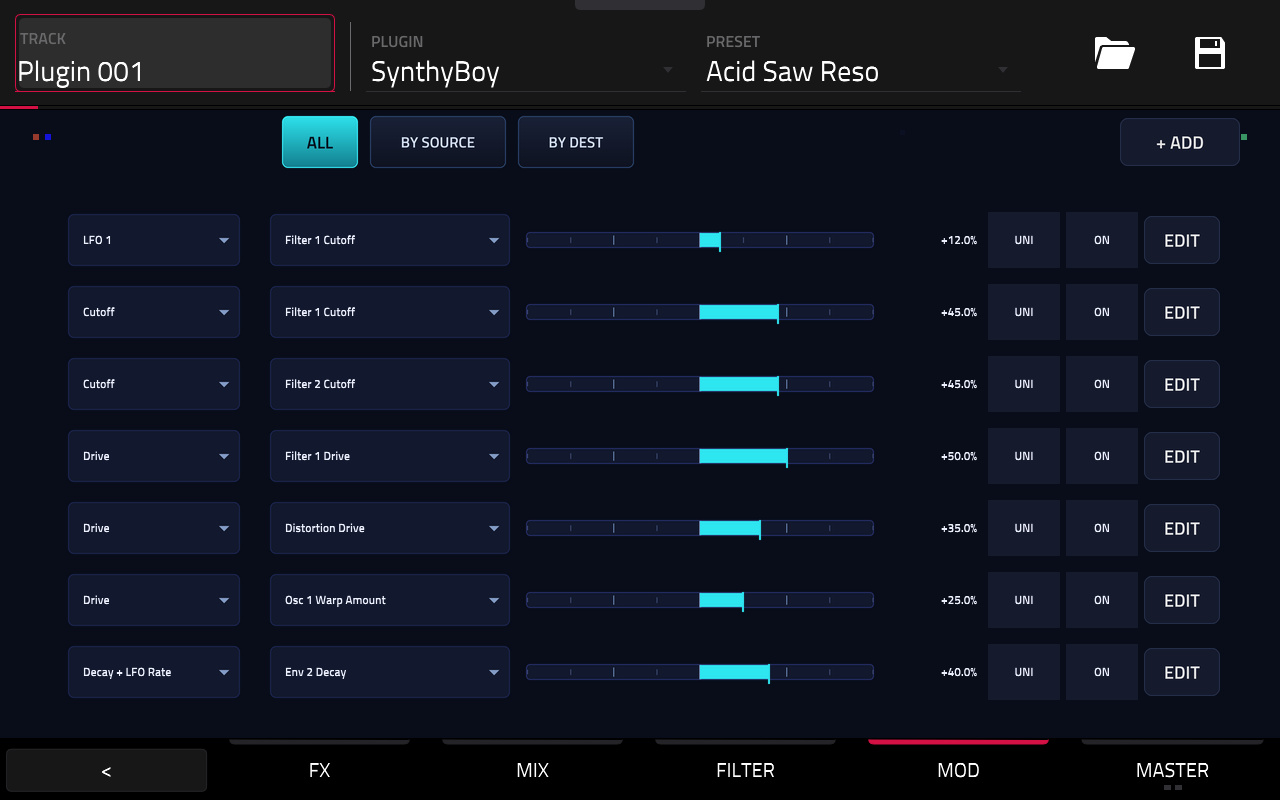 TRACK
Plugin 001
PLUGIN
SynthyBoy
PRESET
Acid Saw Reso
ALL
BY SOURCE
BY DEST
+ ADD
LFO 1 Filter 1 Cutoff +12.0% UNI ON EDIT
Cutoff Filter 1 Cutoff +45.0% UNI ON EDIT
Cutoff Filter 2 Cutoff +45.0% UNI ON EDIT
Drive Filter 1 Drive +50.0% UNI ON EDIT
Drive Distortion Drive +35.0% UNI ON EDIT
Drive Osc 1 Warp Amount +25.0% UNI ON EDIT
Decay + LFO Rate Env 2 Decay +40.0% UNI ON EDIT
< FX MIX FILTER MOD MASTER